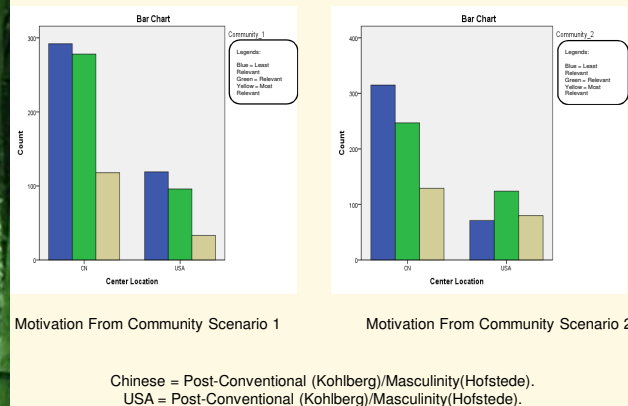 Bar Chart
Community_1
Legends:
Blue = Least
Relevant
Green = Relevant
Yellow = Most
Relevant
300
200
100
0
Count
CN
USA
Center Location
Motivation From Community Scenario 1
Bar Chart
Community_2
Legends:
Blue = Least
Relevant
Green = Relevant
Yellow = Most
Relevant
400
300
200
100
0
Count
CN
USA
Center Location
Motivation From Community Scenario 2
Chinese = Post-Conventional (Kohlberg)/Masculinity(Hofstede).
USA = Post-Conventional (Kohlberg)/Masculinity(Hofstede).